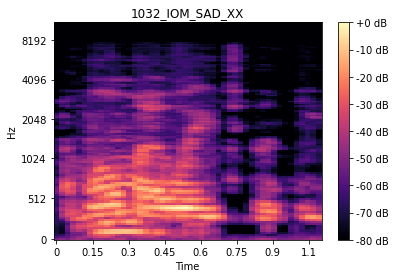 1032_IOM_SAD_XX
+0 dB
8192
-10 dB
4096
-20 dB
-30 dB
2048
Hz
-40 dB
1024
-50 dB
512
-60 dB
-70 dB
0
-80 dB
0 0.15 0.3 0.45 0.6 0.75 0.9 1.1
Time